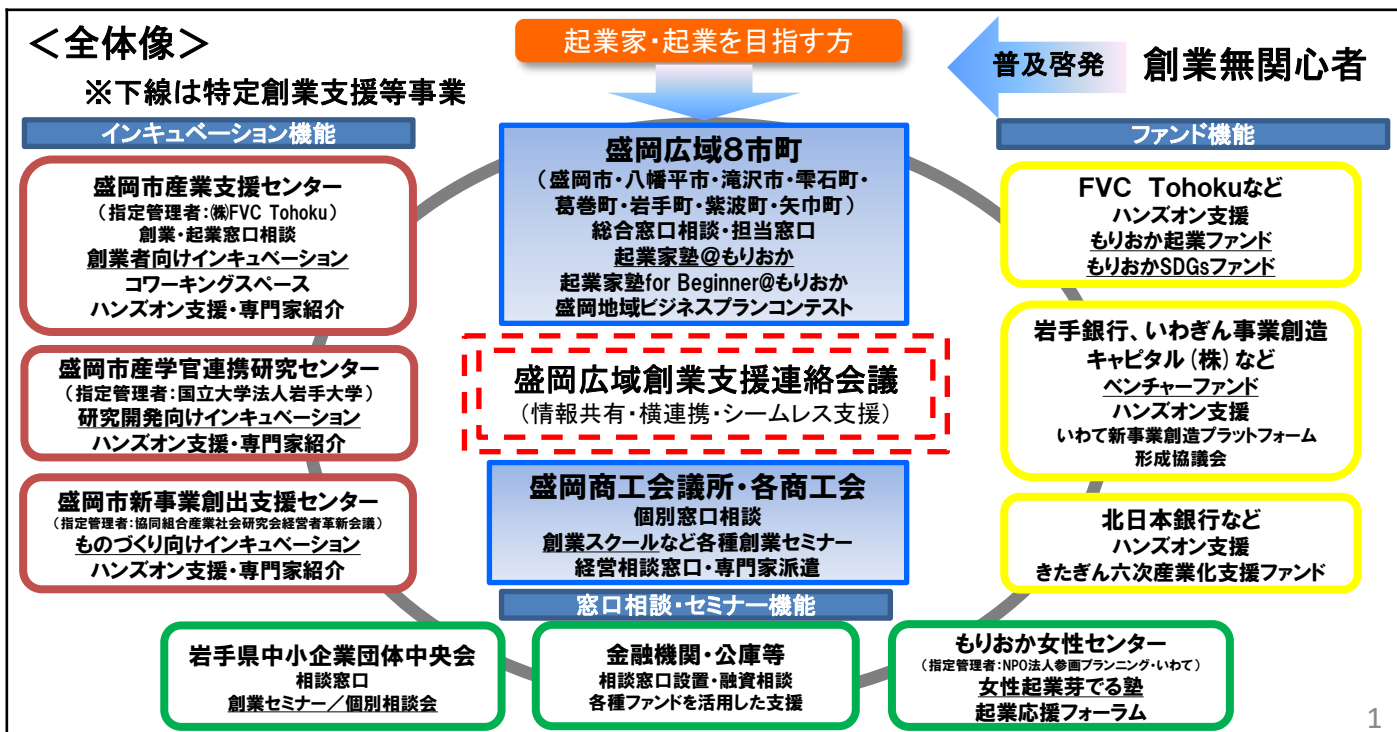 <全体像>
※下線は特定創業支援等事業
起業家・起業を目指す方
普及啓発
創業無関心者
インキュベーション機能
盛岡市産業支援センター
(指定管理者:㈱FVC Tohoku)
創業・起業窓口相談
創業者向けインキュベーション
コワーキングスペース
ハンズオン支援・専門家紹介
盛岡市産学官連携研究センター
(指定管理者:国立大学法人岩手大学)
研究開発向けインキュベーション
ハンズオン支援・専門家紹介
盛岡市新事業創出支援センター
(指定管理者:協同組合産業社会研究会経営者革新会議)
ものづくり向けインキュベーション
ハンズオン支援・専門家紹介
盛岡広域8市町
(盛岡市・八幡平市・滝沢市・雫石町・
葛巻町・岩手町・紫波町・矢巾町)
総合窓口相談・担当窓口
起業家塾@もりおか
起業家塾for Beginner@もりおか
盛岡地域ビジネスプランコンテスト
盛岡広域創業支援連絡会議
(情報共有・横連携・シームレス支援)
盛岡商工会議所・各商工会
個別窓口相談
創業スクールなど各種創業セミナー
経営相談窓口・専門家派遣
窓口相談・セミナー機能
ファンド機能
FVC Tohokuなど
ハンズオン支援
もりおか起業ファンド
もりおかSDGsファンド
岩手銀行、いわぎん事業創造
キャピタル(株)など
ベンチャーファンド
ハンズオン支援
いわて新事業創造プラットフォーム
形成協議会
北日本銀行など
ハンズオン支援
きたぎん六次産業化支援ファンド
岩手県中小企業団体中央会
相談窓口
創業セミナー/個別相談会
金融機関・公庫等
相談窓口設置・融資相談
各種ファンドを活用した支援
もりおか女性センター
(指定管理者:NPO法人参画プランニング・いわて)
女性起業芽でる塾
起業応援フォーラム
1